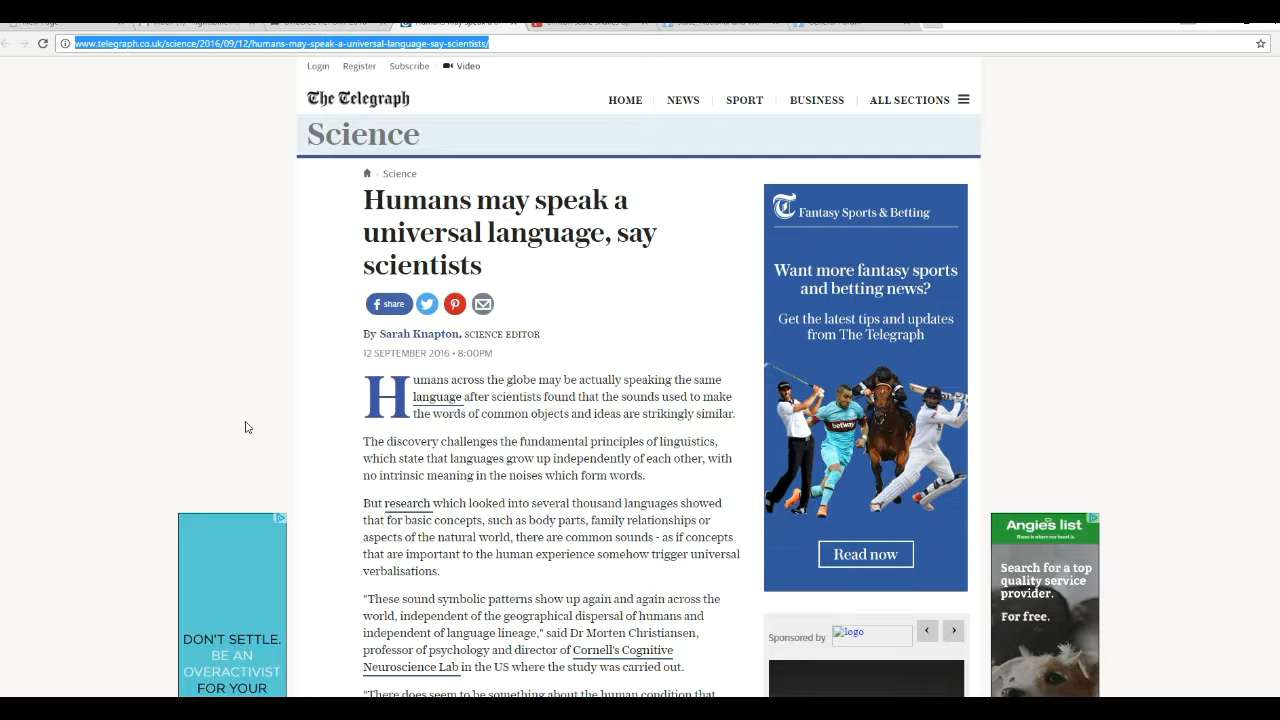 www.telegraph.co.uk/science/2016/09/12/humans-may-speak-a-universal-language-say-scientists/
Login Register Subscribe Video
The Telegraph
HOME NEWS SPORT BUSINESS ALL SECTIONS
Science
Science
Humans may speak a
universal language, say
scientists
share
By Sarah Knapton, SCIENCE EDITOR
12 SEPTEMBER 2016 • 8:00PM
Humans across the globe may be actually speaking the same
language after scientists found that the sounds used to make
the words of common objects and ideas are strikingly similar.
The discovery challenges the fundamental principles of linguistics,
which state that languages grow up independently of each other, with
no intrinsic meaning in the noises which form words.
But research which looked into several thousand languages showed
that for basic concepts, such as body parts, family relationships or
aspects of the natural world, there are common sounds - as if concepts
that are important to the human experience somehow trigger universal
verbalisations.
"These sound symbolic patterns show up again and again across the
world, independent of the geographical dispersal of humans and
independent of language lineage," said Dr Morten Christiansen,
professor of psychology and director of Cornell's Cognitive
Neuroscience Lab in the US where the study was carried out.
"There does seem to be something about the human condition that
T Fantasy Sports & Betting
Want more fantasy sports
and betting news?
Get the latest tips and updates
from The Telegraph
betway
Read now
Sponsored by logo
DON'T SETTLE.
BE AN
OVERACTIVIST
FOR YOUR
Angie's list
Search for a top
quality service
provider.
For free.